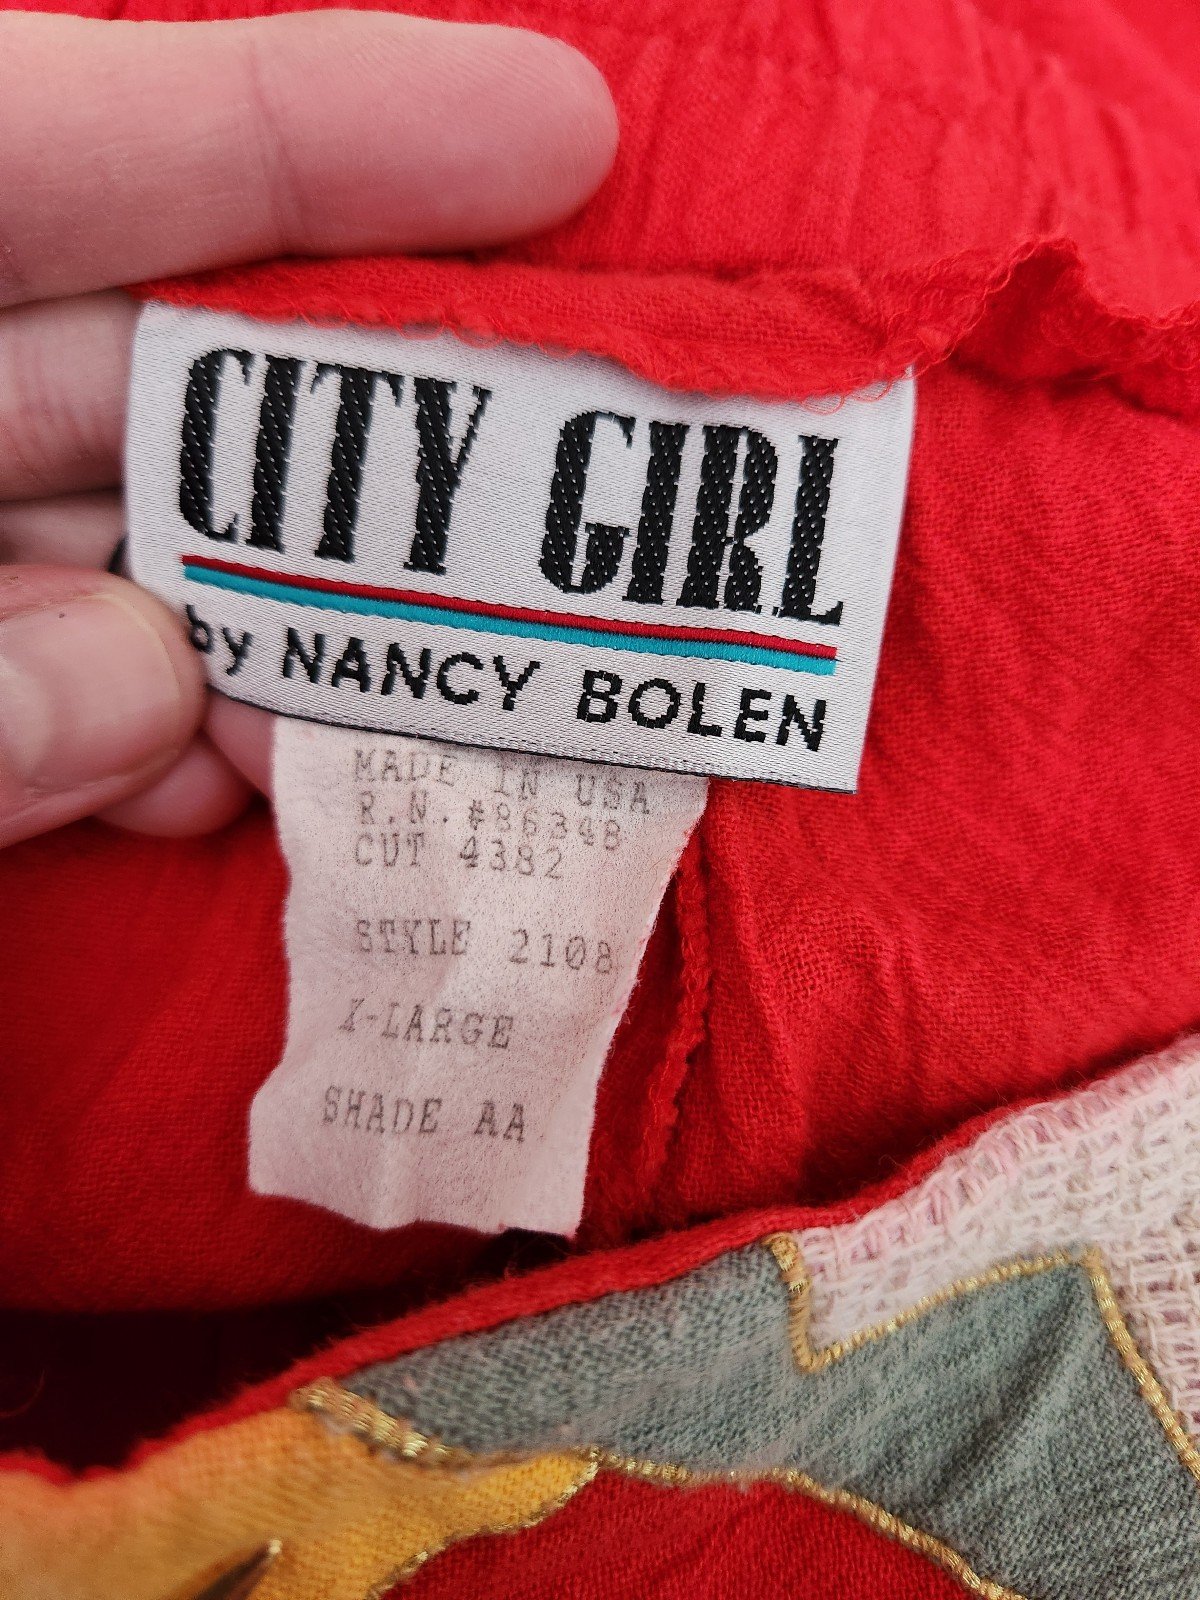 CITY GIRL
by NANCY BOLEN
MADE IN USA
R.N. #86348
CUT 4382
STYLE 2108
X-LARGE
SHADE AA